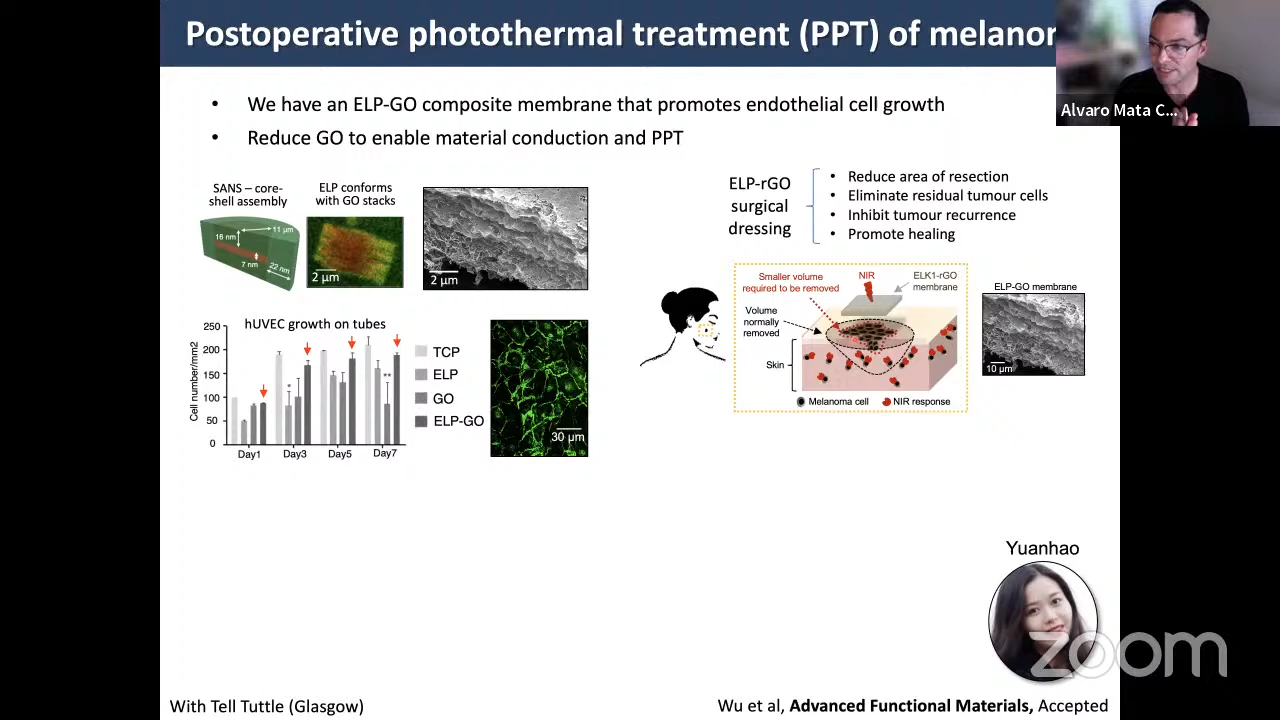 Postoperative photothermal treatment (PPT) of melano
Alvaro Mata C...
• We have an ELP-GO composite membrane that promotes endothelial cell growth
• Reduce GO to enable material conduction and PPT
SANS – core-
shell assembly
11 µm
16 nm
7 nm
22 nm
ELP conforms
with GO stacks
2 µm
2 µm
hUVEC growth on tubes
Cell number/mm2
250
200
150
100
50
0
*
**
Day1 Day3 Day5 Day7
TCP
ELP
GO
ELP-GO
30 µm
ELP-rGO
surgical
dressing
• Reduce area of resection
• Eliminate residual tumour cells
• Inhibit tumour recurrence
• Promote healing
Smaller volume
required to be removed
NIR
ELK1-rGO
membrane
Volume
normally
removed
Skin
Melanoma cell
NIR response
ELP-GO membrane
10 µm
Yuanhao
zoom
With Tell Tuttle (Glasgow)
Wu et al, Advanced Functional Materials, Accepted